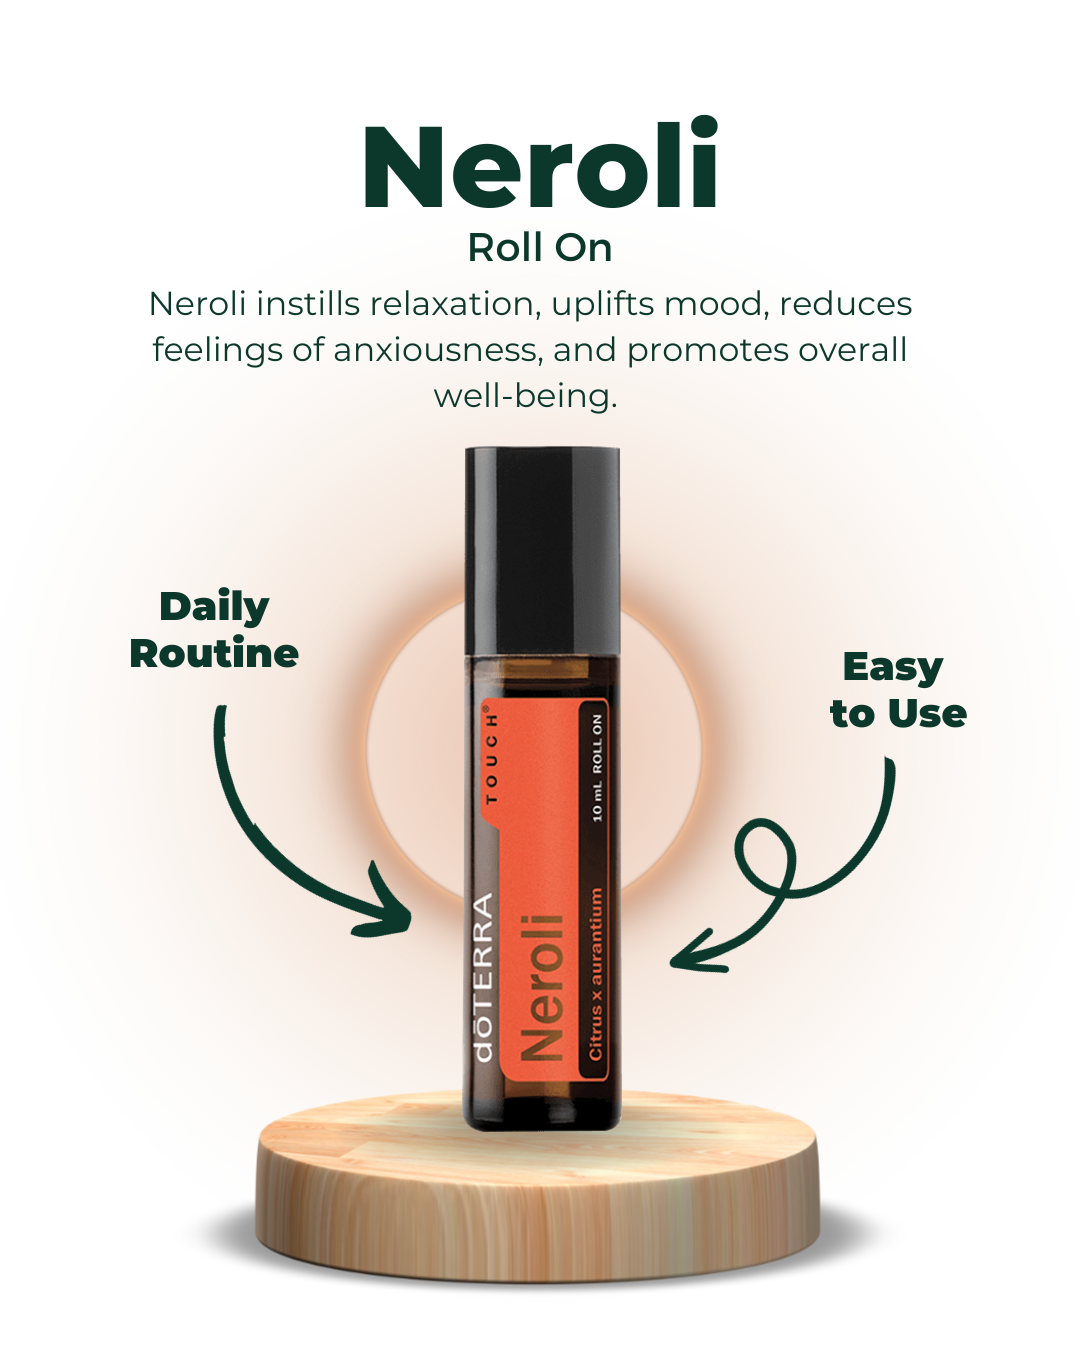 Neroli
Roll On
Neroli instills relaxation, uplifts mood, reduces
feelings of anxiousness, and promotes overall
well-being.
Daily
Routine
Easy
to Use
dōTERRA
TOUCH®
Neroli
Citrus x aurantium
10 mL ROLL ON